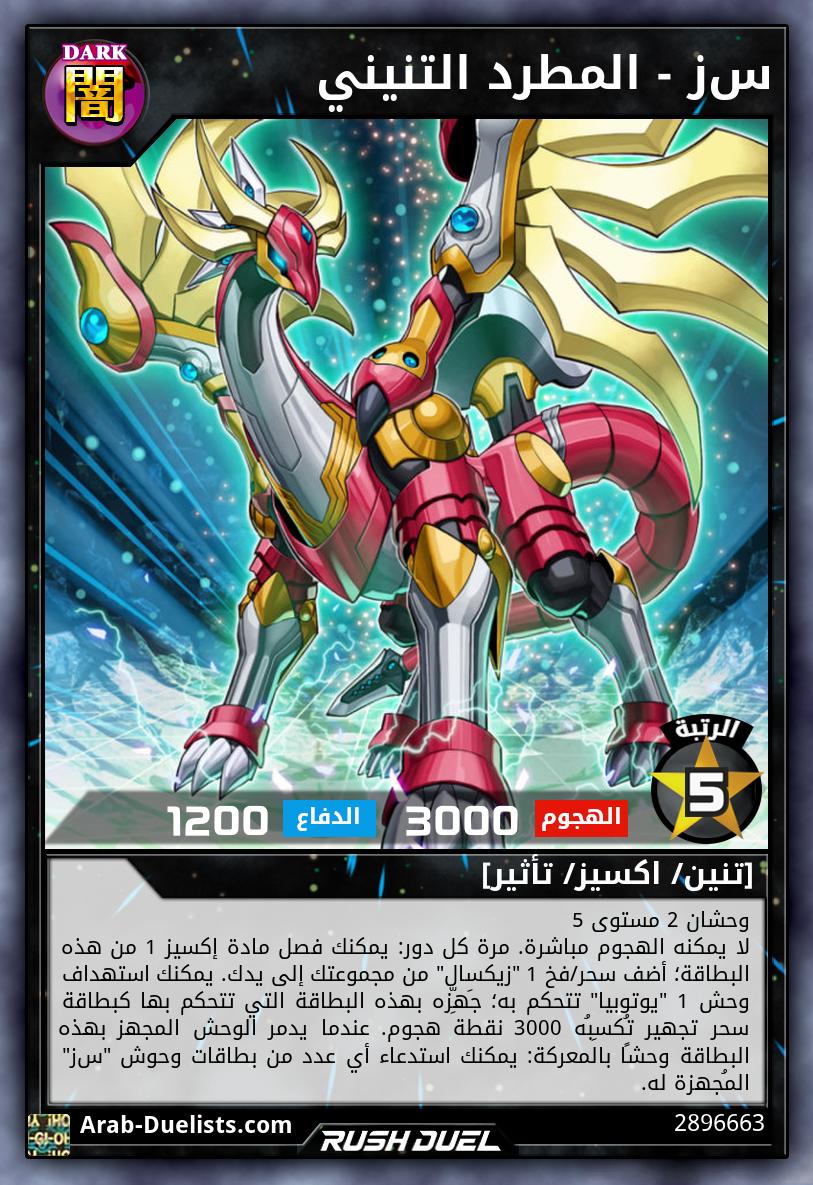 DARK
闇
س‌ز - المطرد التنيني
الرتبة
5
الهجوم 3000 الدفاع 1200
[تنين/ اكسيز/ تأثير]
وحشان 2 مستوى 5
لا يمكنه الهجوم مباشرة. مرة كل دور: يمكنك فصل مادة إكسيز 1 من هذه
البطاقة؛ أضف سحر/فخ 1 "زيكسال" من مجموعتك إلى يدك. يمكنك استهداف
وحش 1 "يوتوبيا" تتحكم به؛ جَهِّزه بهذه البطاقة التي تتحكم بها كبطاقة
سحر تجهير تُكسبِهُ 3000 نقطة هجوم. عندما يدمر الوحش المجهز بهذه
البطاقة وحشًا بالمعركة: يمكنك استدعاء أي عدد من بطاقات وحوش "س‌ز"
المُجهزة له.
2896663
RUSH DUEL
Arab-Duelists.com